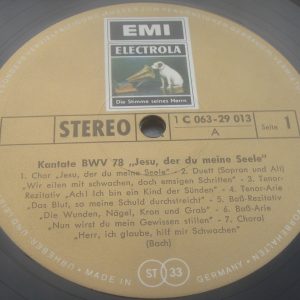 EMI
ELECTROLA
Die Stimme seines Herrn
STEREO
1 C 063-29 013
A
Seite 1
Kantate BWV 78 „Jesu, der du meine Seele"
1. Chor „Jesu, der du meine Seele" - 2. Duett (Sopran und Alt)
"Wir eilen mit schwachen, doch emsigen Schritten" - 3. Tenor-
Rezitativ „Ach! Ich bin ein Kind der Sünden" - 4. Tenor-Arie
"Das Blut, so meine Schuld durchstreicht" - 5. Baß-Rezitativ
"Die Wunden, Nägel, Kron und Grab" - 6. Baß-Arie
"Nun wirst du mein Gewissen stillen" - 7. Choral
"Herr, ich glaube, hilf mir Schwachen"
(Bach)
MADE IN
ST 33
GERMANY